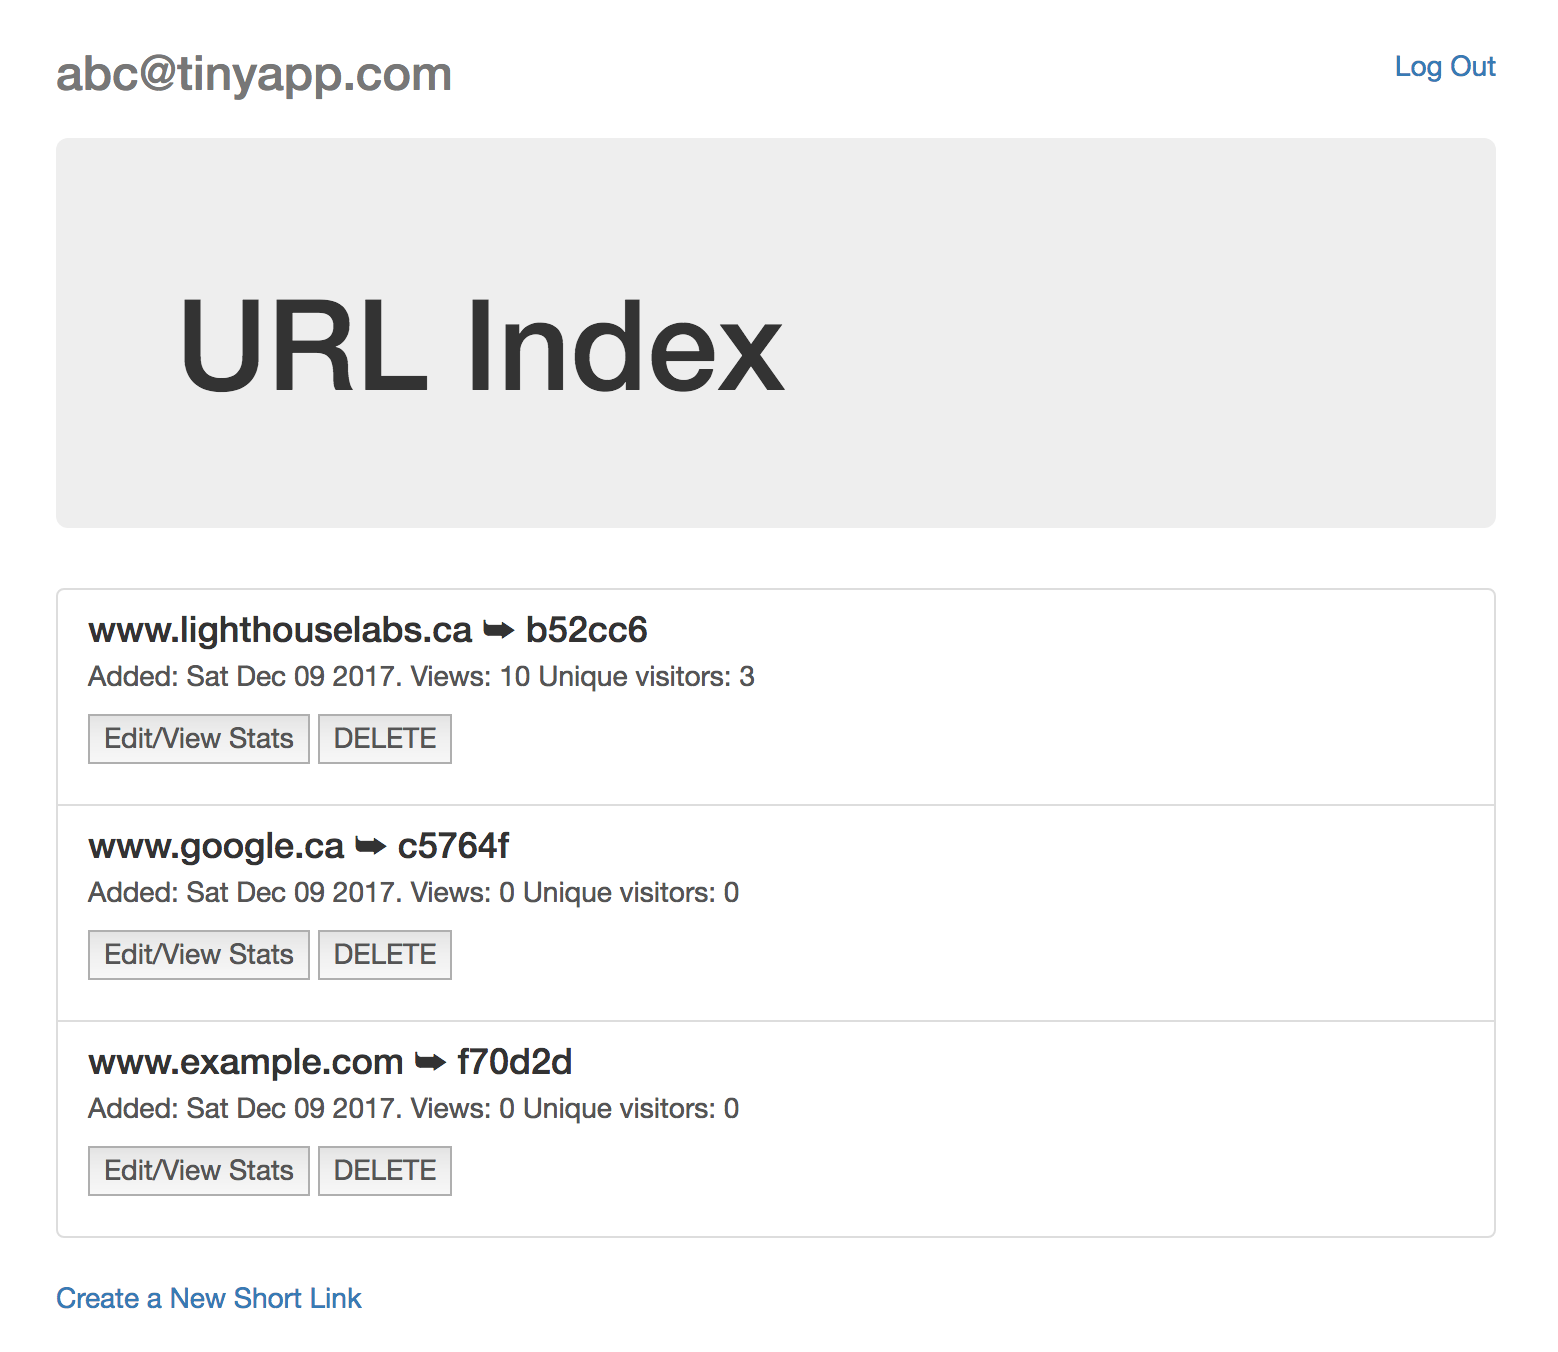 abc@tinyapp.com
Log Out
URL Index
www.lighthouselabs.ca ➥ b52cc6
Added: Sat Dec 09 2017. Views: 10 Unique visitors: 3
Edit/View Stats DELETE
www.google.ca ➥ c5764f
Added: Sat Dec 09 2017. Views: 0 Unique visitors: 0
Edit/View Stats DELETE
www.example.com ➥ f70d2d
Added: Sat Dec 09 2017. Views: 0 Unique visitors: 0
Edit/View Stats DELETE
Create a New Short Link